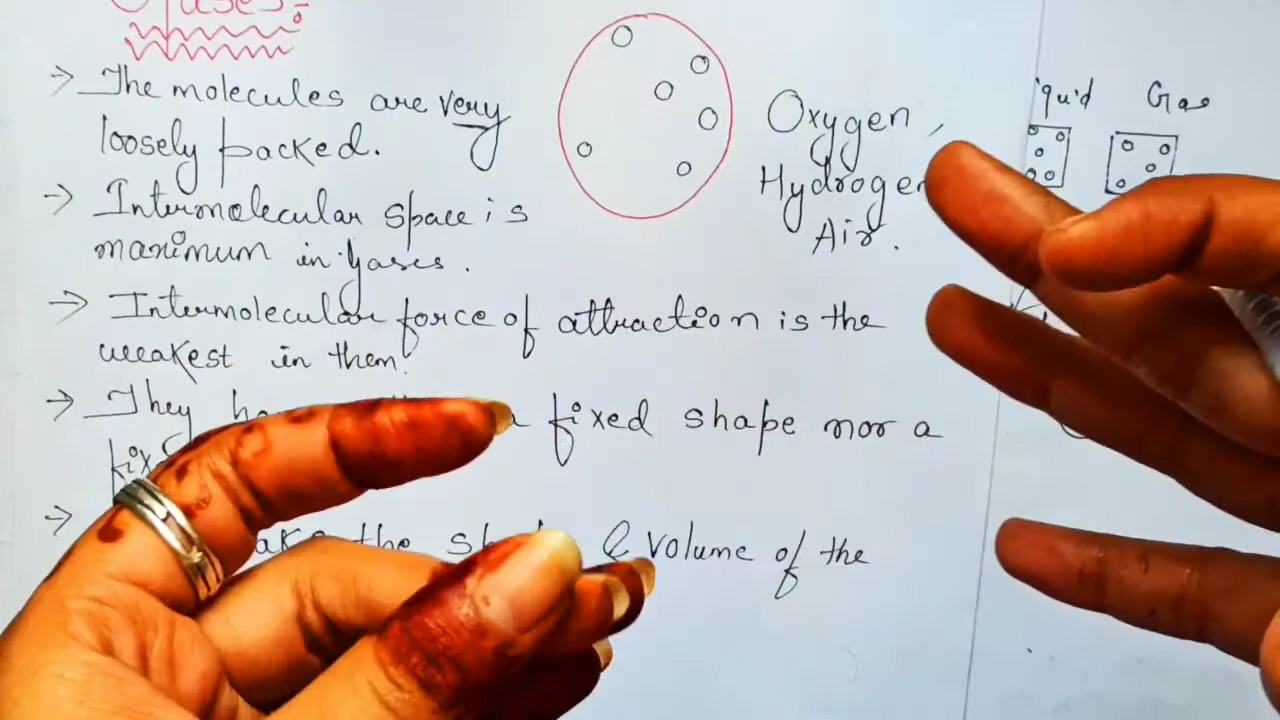 Gases:
→ The molecules are very
loosely packed.
→ Intermolecular space is
maximum in gases.
→ Intermolecular force of attraction is the
weakest in them.
→ They a fixed shape nor a
→ the & volume of the
Oxygen,
Hydrogen
Air.
Gas